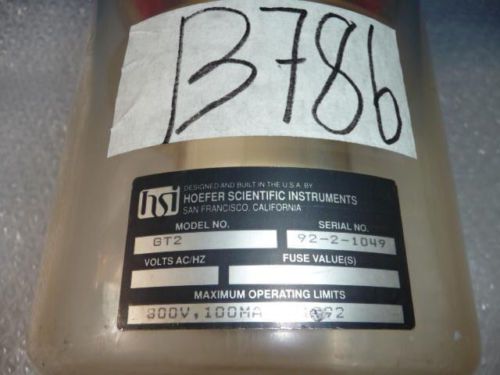 B786
hsi
DESIGNED AND BUILT IN THE U.S.A. BY
HOEFER SCIENTIFIC INSTRUMENTS
SAN FRANCISCO, CALIFORNIA
MODEL NO. SERIAL NO.
GT2 92-2-1049
VOLTS AC/HZ FUSE VALUE(S)
MAXIMUM OPERATING LIMITS
800V,100MA